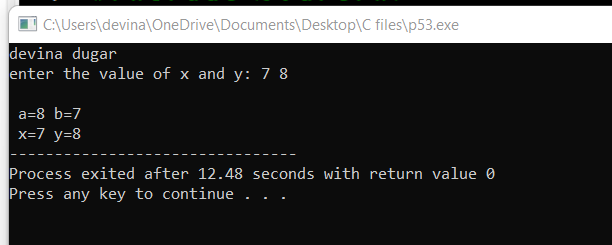 C:\Users\devina\OneDrive\Documents\Desktop\C files\p53.exe
devina dugar
enter the value of x and y: 7 8
a=8 b=7
x=7 y=8
--------------------------------
Process exited after 12.48 seconds with return value 0
Press any key to continue . . .